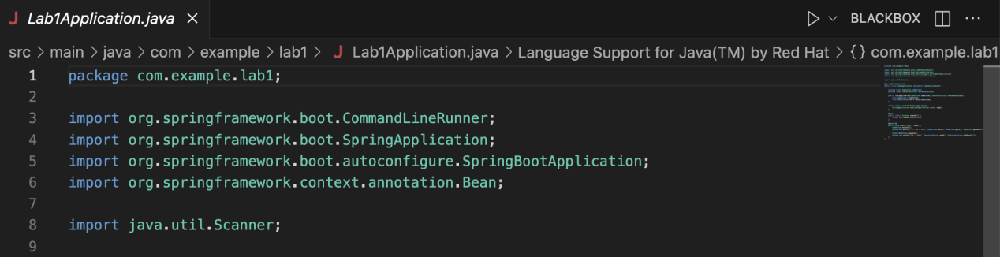 Lab1Application.java
BLACKBOX
src > main > java > com > example > lab1 > Lab1Application.java > Language Support for Java(TM) by Red Hat > {} com.example.lab1
1 package com.example.lab1;
2
3 import org.springframework.boot.CommandLineRunner;
4 import org.springframework.boot.SpringApplication;
5 import org.springframework.boot.autoconfigure.SpringBootApplication;
6 import org.springframework.context.annotation.Bean;
7
8 import java.util.Scanner;
9